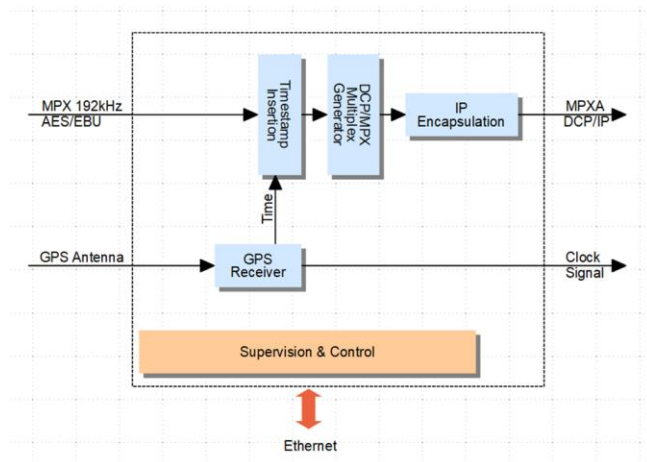 MPX 192kHz
AES/EBU
Timestamp
Insertion
DCP/MPX
Multiplex
Generator
IP
Encapsulation
MPXA
DCP/IP
Time
GPS Antenna
GPS
Receiver
Clock
Signal
Supervision & Control
Ethernet